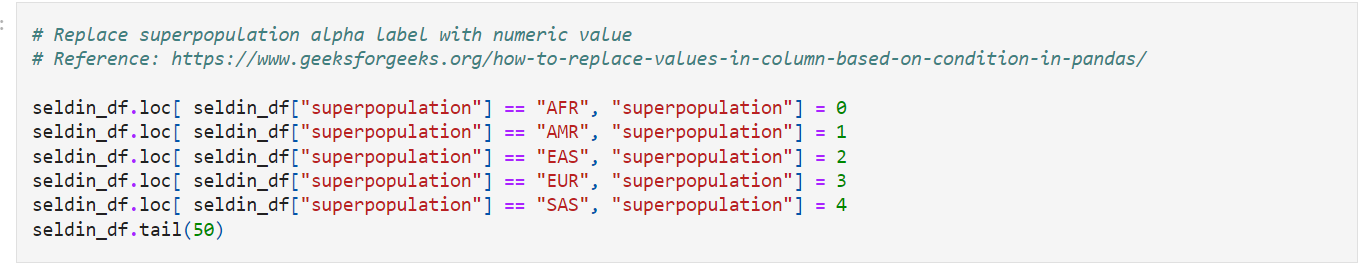 :
# Replace superpopulation alpha label with numeric value
# Reference: https://www.geeksforgeeks.org/how-to-replace-values-in-column-based-on-condition-in-pandas/
seldin_df.loc[ seldin_df["superpopulation"] == "AFR", "superpopulation"] = 0
seldin_df.loc[ seldin_df["superpopulation"] == "AMR", "superpopulation"] = 1
seldin_df.loc[ seldin_df["superpopulation"] == "EAS", "superpopulation"] = 2
seldin_df.loc[ seldin_df["superpopulation"] == "EUR", "superpopulation"] = 3
seldin_df.loc[ seldin_df["superpopulation"] == "SAS", "superpopulation"] = 4
seldin_df.tail(50)